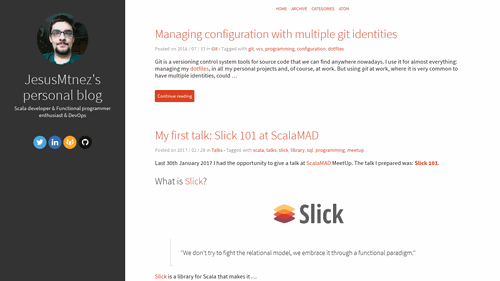 HOME ARCHIVE CATEGORIES ATOM
JesusMtnez's
personal blog
Scala developer & Functional programmer
enthusiast & DevOps
Managing configuration with multiple git identities
Posted on 2018 / 07 / 13 in Git • Tagged with git, vcs, programming, configuration, dotfiles
Git is a versioning control system tools for source code that we can find anywhere nowadays. I use it for almost everything:
managing my dotfiles, in all my personal projects and, of course, at work. But using git at work, where it is very common to
have multiple identities, could ...
Continue reading
My first talk: Slick 101 at ScalaMAD
Posted on 2017 / 02 / 28 in Talks • Tagged with scala, talks, slick, library, sql, programming, meetup
Last 30th January 2017 I had the opportunity to give a talk at ScalaMAD MeetUp. The talk I prepared was: Slick 101.
What is Slick?
Slick
"We don't try to fight the relational model, we embrace it through a functional paradigm."
Slick is a library for Scala that makes it ...